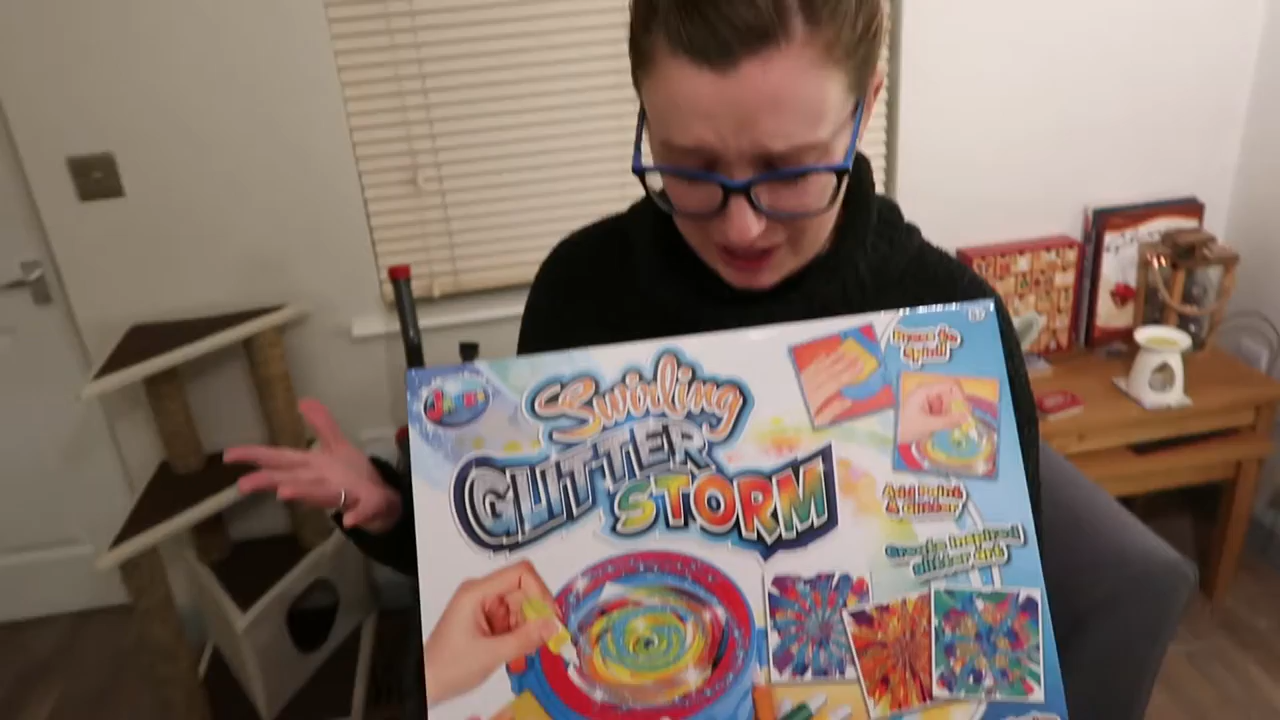 Swirling
GLITTER
STORM
Press to
Spin!
Add Paint
& Glitter
Create inspired
glitter art